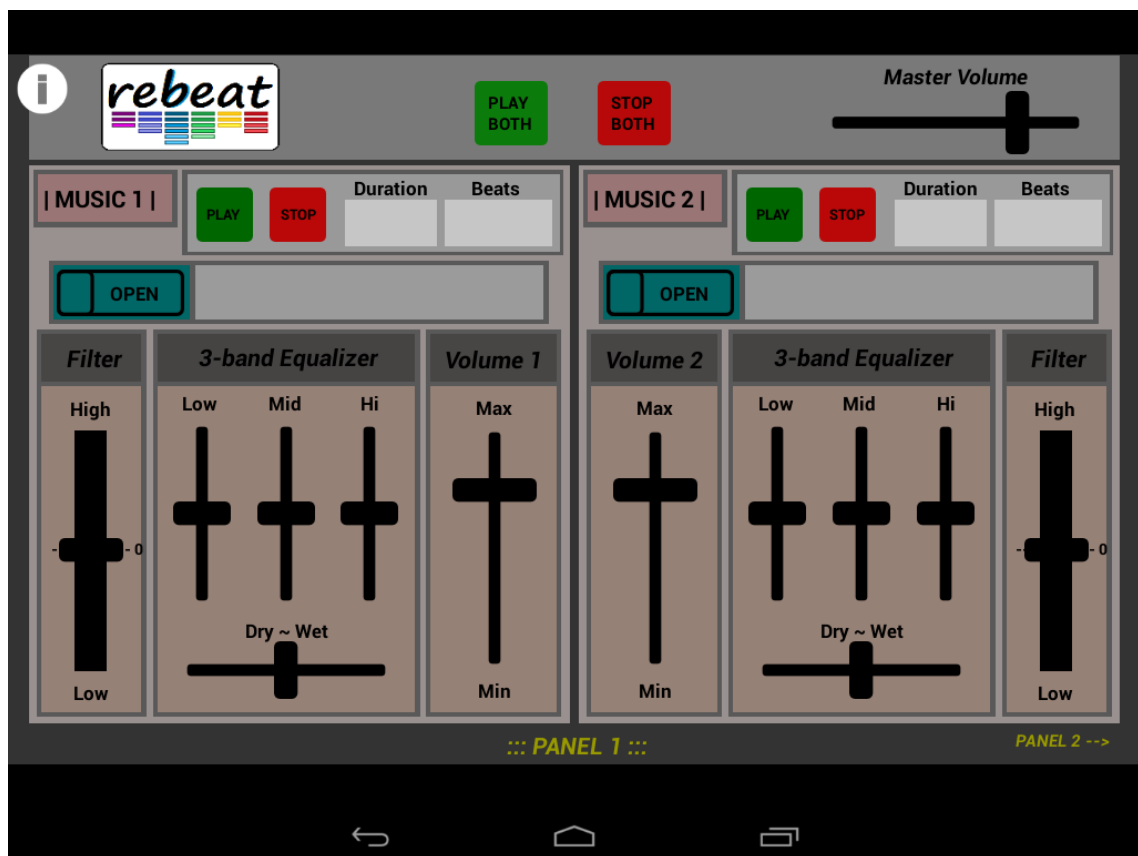 i
rebeat
PLAY
BOTH
STOP
BOTH
Master Volume
| MUSIC 1 |
PLAY
STOP
Duration
Beats
OPEN
Filter
3-band Equalizer
Volume 1
High
- - 0
Low
Low
Mid
Hi
Dry ~ Wet
Max
Min
| MUSIC 2 |
PLAY
STOP
Duration
Beats
OPEN
Volume 2
3-band Equalizer
Filter
Max
Min
Low
Mid
Hi
Dry ~ Wet
High
-- - 0
Low
::: PANEL 1 :::
PANEL 2 -->